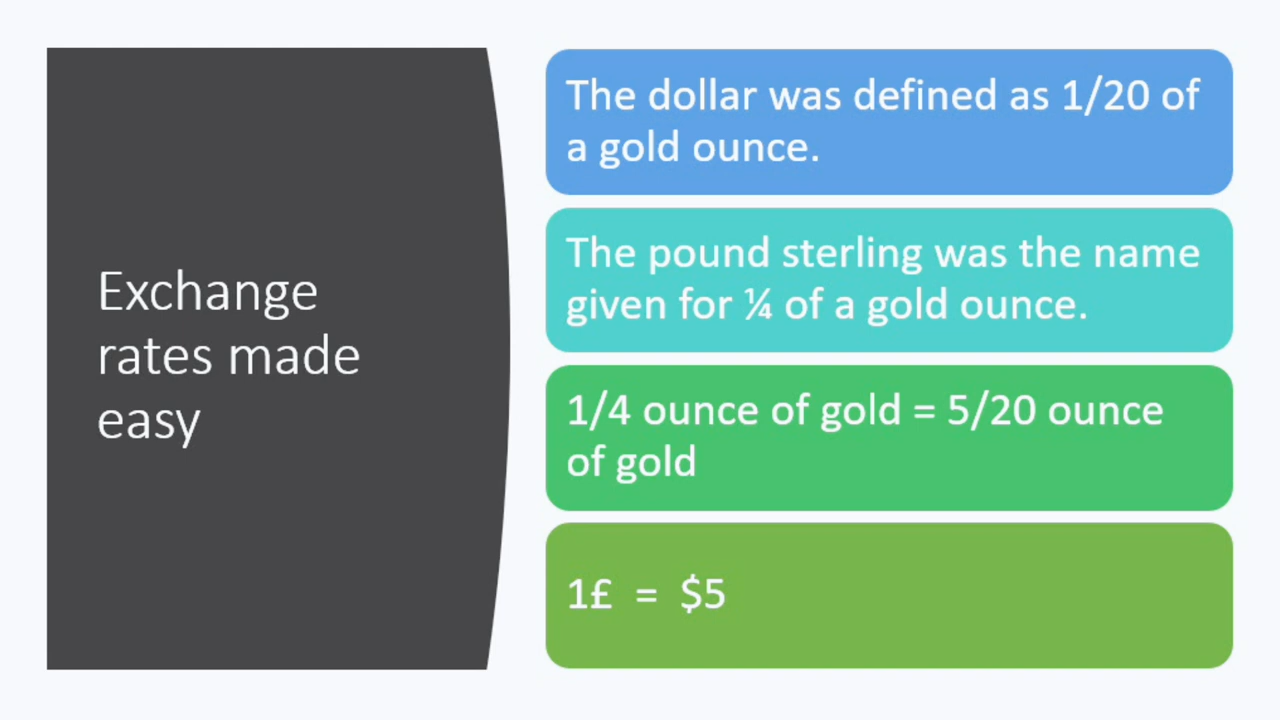 Exchange
rates made
easy
The dollar was defined as 1/20 of
a gold ounce.
The pound sterling was the name
given for ¼ of a gold ounce.
1/4 ounce of gold = 5/20 ounce
of gold
1£ = $5